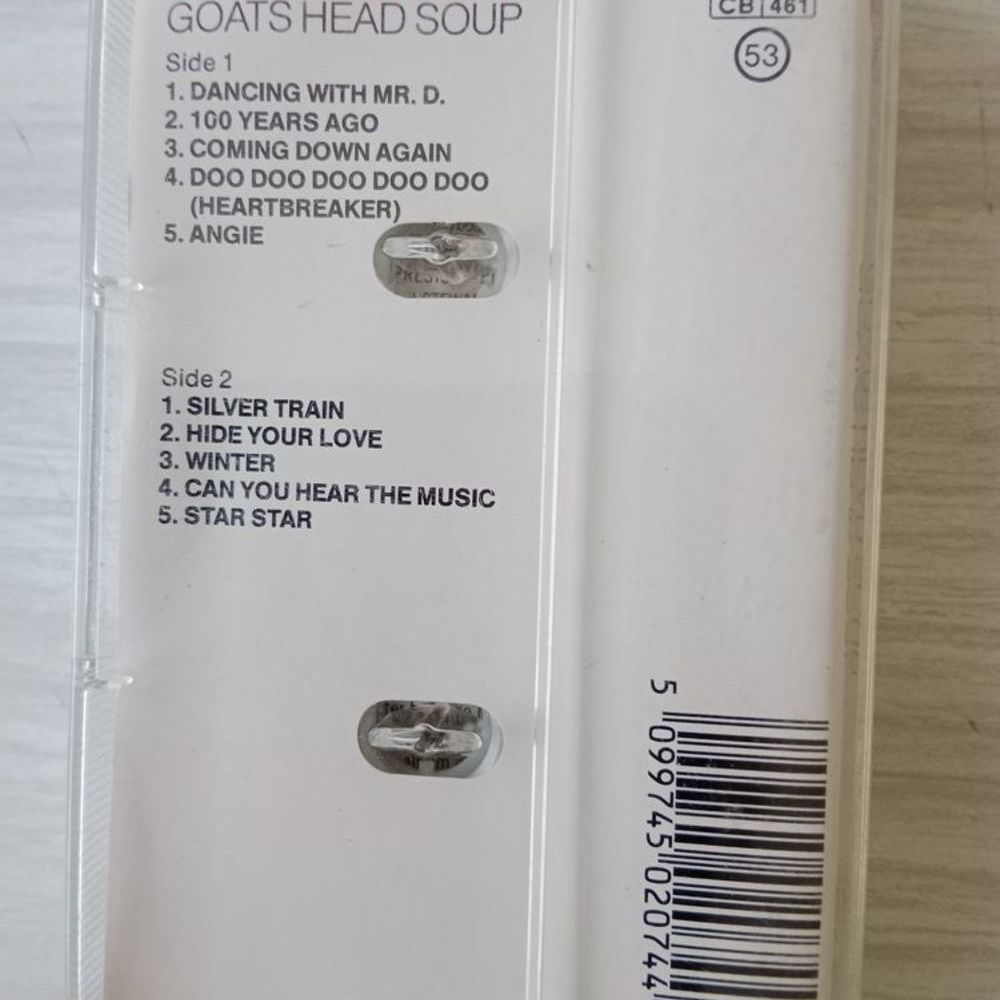 GOATS HEAD SOUP
Side 1
1. DANCING WITH MR. D.
2. 100 YEARS AGO
3. COMING DOWN AGAIN
4. DOO DOO DOO DOO DOO
(HEARTBREAKER)
5. ANGIE
Side 2
1. SILVER TRAIN
2. HIDE YOUR LOVE
3. WINTER
4. CAN YOU HEAR THE MUSIC
5. STAR STAR
CB 461
53
5 099745 020744